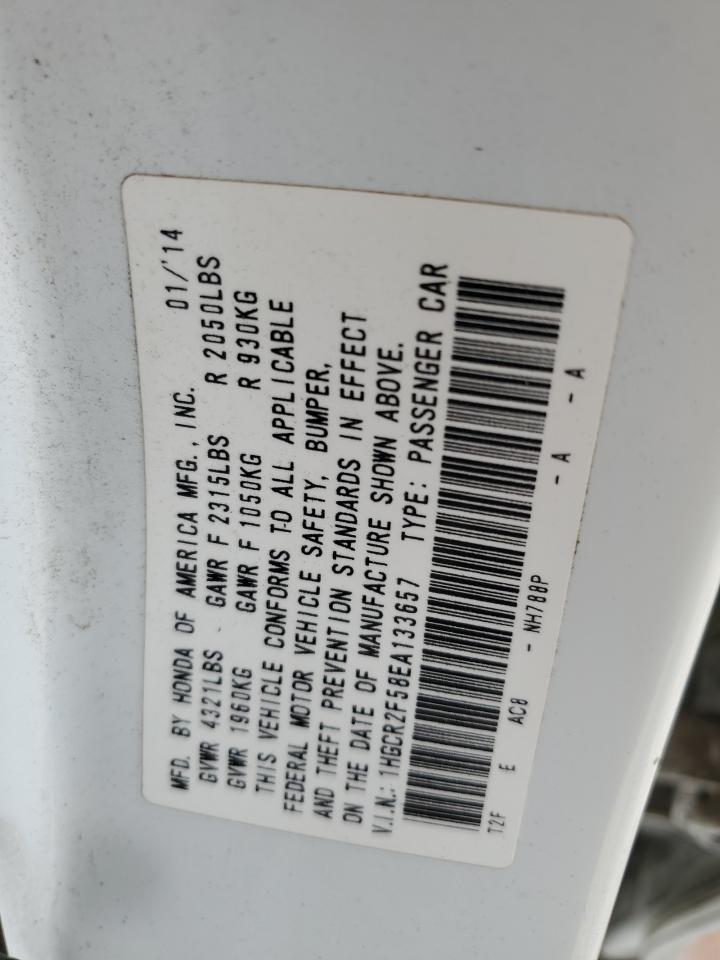 MFD. BY HONDA OF AMERICA MFG., INC. 01/'14
GVWR 4321LBS GAWR F 2315LBS R 2050LBS
GVWR 1960KG GAWR F 1050KG R 930KG
THIS VEHICLE CONFORMS TO ALL APPLICABLE
FEDERAL MOTOR VEHICLE SAFETY, BUMPER,
AND THEFT PREVENTION STANDARDS IN EFFECT
ON THE DATE OF MANUFACTURE SHOWN ABOVE.
V.I.N.: 1HGCR2F58EA133657 TYPE: PASSENGER CAR
T2F E AC8 - NH788P - A - A